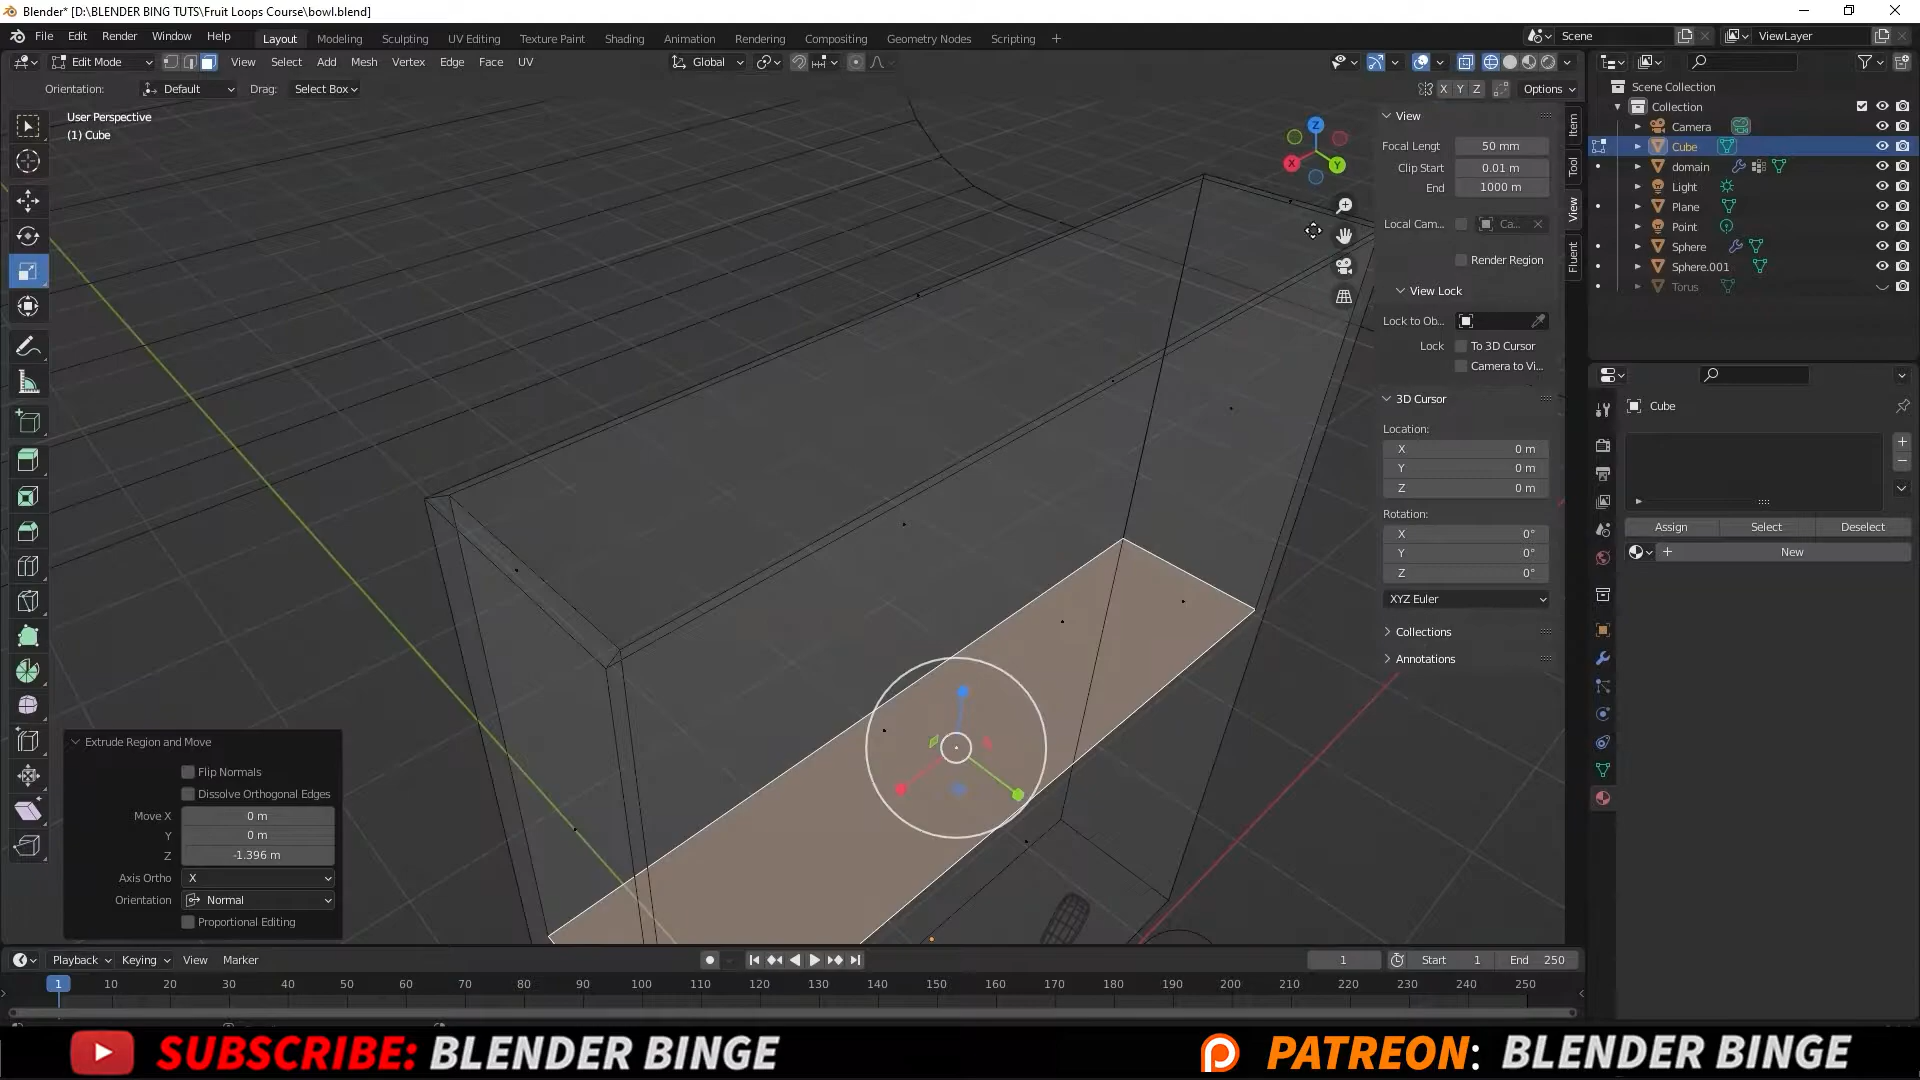 Blender* [D:\BLENDER BING TUTS\Fruit Loops Course\bowl.blend]
File Edit Render Window Help Layout Modeling Sculpting UV Editing Texture Paint Shading Animation Rendering Compositing Geometry Nodes Scripting + Scene ViewLayer
Edit Mode View Select Add Mesh Vertex Edge Face UV Global
Orientation: Default Drag: Select Box X Y Z Options
User Perspective
(1) Cube
Z
X
Y
View
Focal Lengt 50 mm
Clip Start 0.01 m
End 1000 m
Local Cam... Ca...
Render Region
View Lock
Lock to Ob...
Lock To 3D Cursor
Camera to Vi...
3D Cursor
Location:
X 0 m
Y 0 m
Z 0 m
Rotation:
X 0°
Y 0°
Z 0°
XYZ Euler
Collections
Annotations
Item
Tool
View
Fluent
Scene Collection
Collection
Camera
Cube
domain
Light
Plane
Point
Sphere
Sphere.001
Torus
Cube
Assign Select Deselect
New
Extrude Region and Move
Flip Normals
Dissolve Orthogonal Edges
Move X 0 m
Y 0 m
Z -1.396 m
Axis Ortho X
Orientation Normal
Proportional Editing
Playback Keying View Marker 1 Start 1 End 250
1 10 20 30 40 50 60 70 80 90 100 110 120 130 140 150 160 170 180 190 200 210 220 230 240 250
SUBSCRIBE: BLENDER BINGE PATREON: BLENDER BINGE